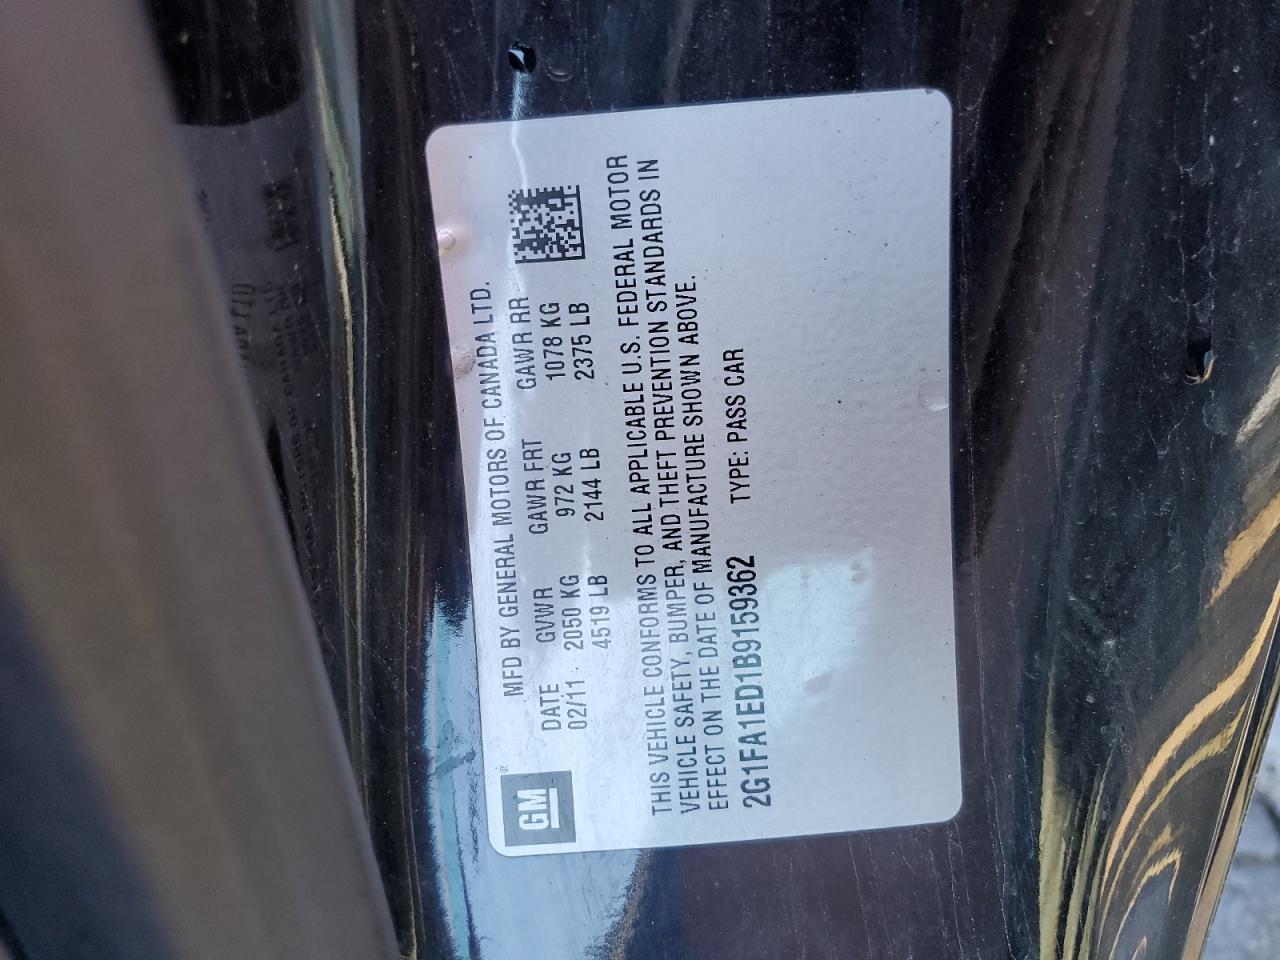 GM
MFD BY GENERAL MOTORS OF CANADA LTD.
DATE GVWR GAWR FRT GAWR RR
02/11 2050 KG 972 KG 1078 KG
4519 LB 2144 LB 2375 LB
THIS VEHICLE CONFORMS TO ALL APPLICABLE U.S. FEDERAL MOTOR
VEHICLE SAFETY, BUMPER, AND THEFT PREVENTION STANDARDS IN
EFFECT ON THE DATE OF MANUFACTURE SHOWN ABOVE.
2G1FA1ED1B9159362 TYPE: PASS CAR